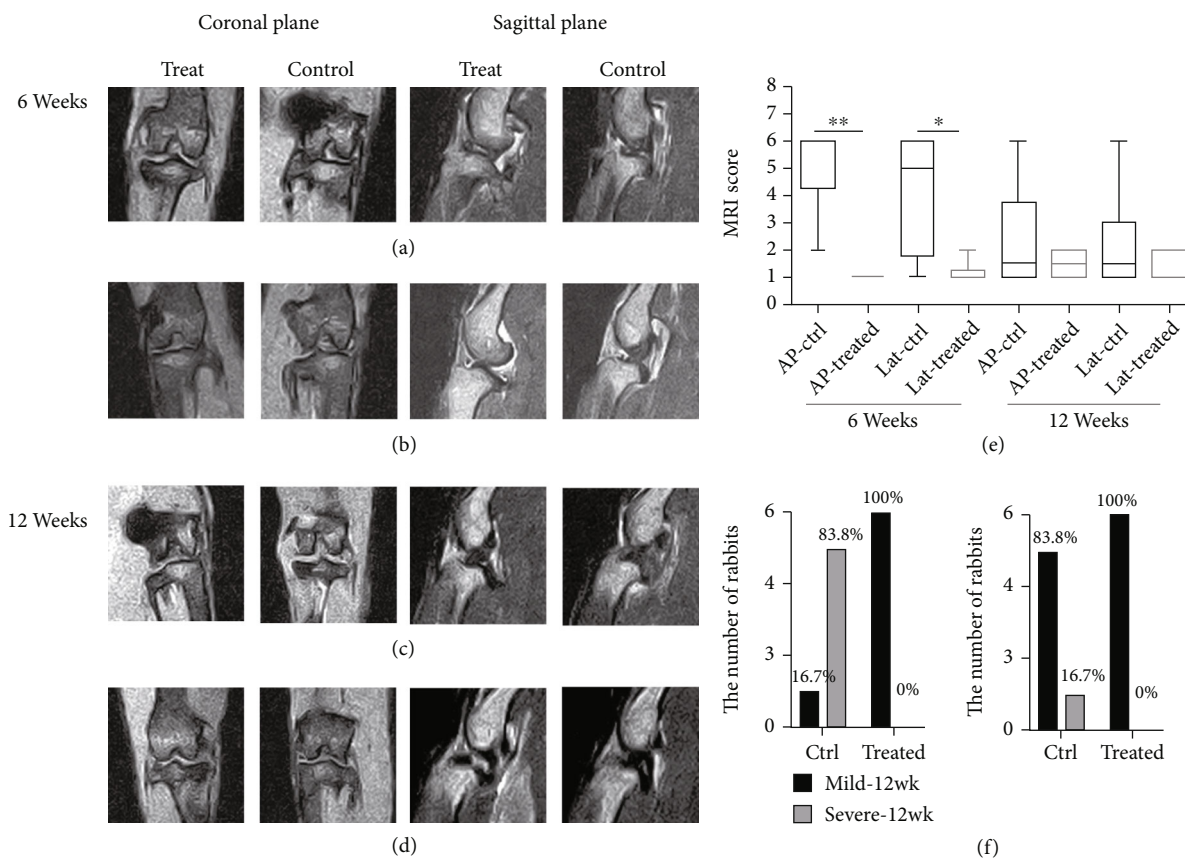 Coronal plane
Sagittal plane
Treat
Control
Treat
Control
6 Weeks
(a)
(b)
12 Weeks
(c)
(d)
8
7
6
5
4
3
2
1
0
MRI score
**
*
AP-ctrl
AP-treated
Lat-ctrl
Lat-treated
AP-ctrl
AP-treated
Lat-ctrl
Lat-treated
6 Weeks
12 Weeks
(e)
The number of rabbits
6
4
3
0
16.7%
83.8%
100%
0%
Ctrl
Treated
The number of rabbits
6
6
3
0
83.8%
16.7%
100%
0%
Ctrl
Treated
Mild-12wk
Severe-12wk
(f)